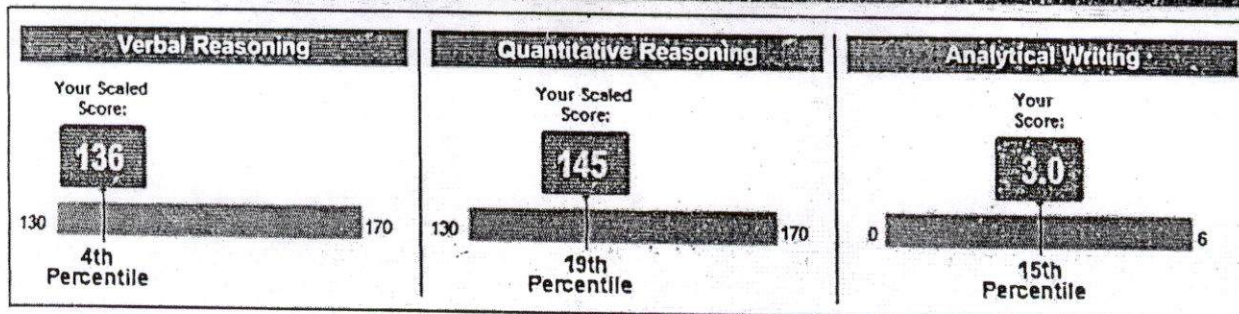 Verbal Reasoning
Your Scaled
Score:
136
130
170
4th
Percentile
Quantitative Reasoning
Your Scaled
Score:
145
130
170
19th
Percentile
Analytical Writing
Your
Score:
3.0
0
6
15th
Percentile